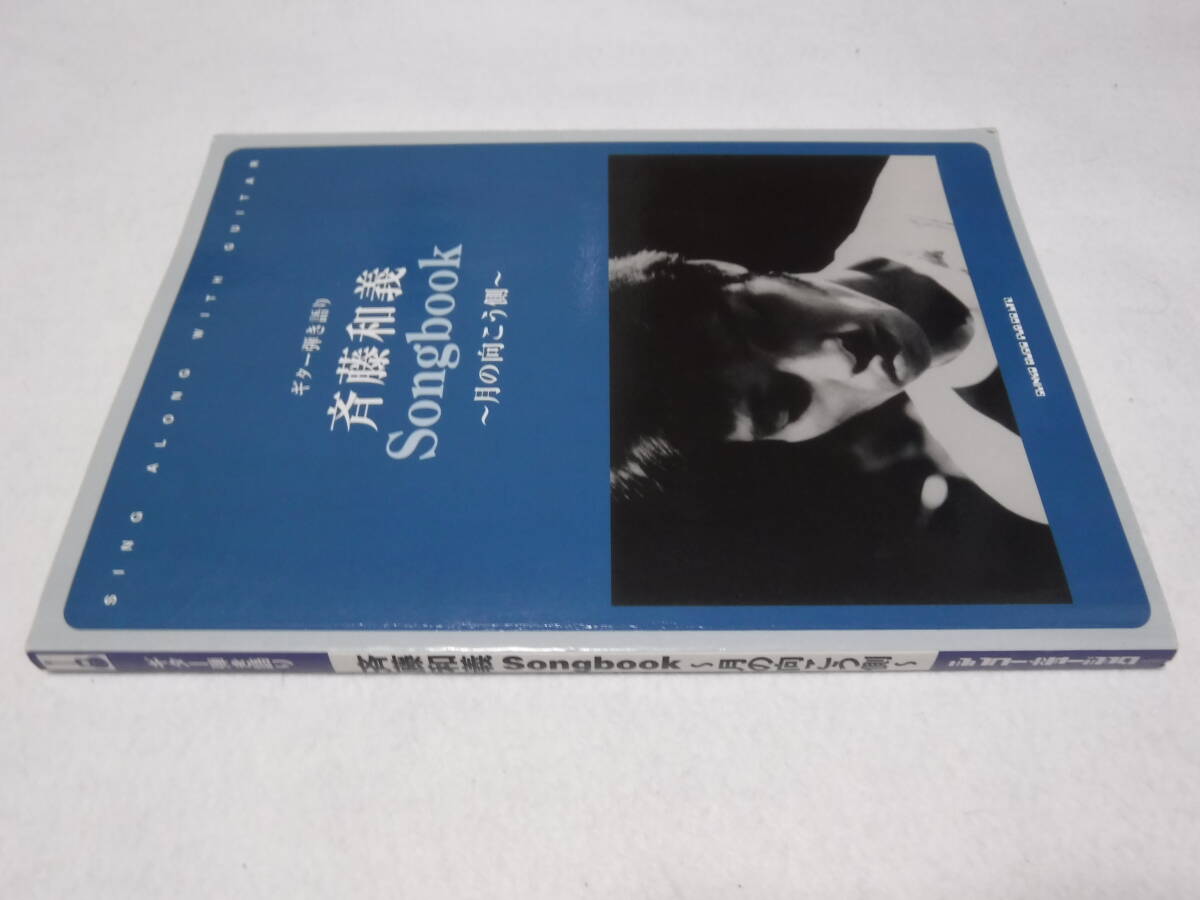 SING ALONG WITH GUITAR
ギター弾き語り
斉藤和義
Songbook
～月の向こう側～
ギター弾き語り 斉藤和義 Songbook ～月の向こう側～